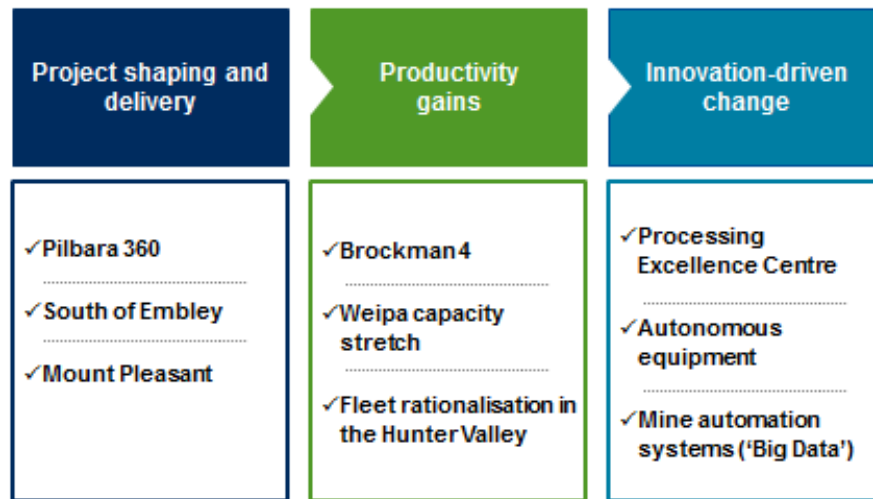 Project shaping and
delivery
Productivity
gains
Innovation-driven
change
✓Pilbara 360
✓South of Embley
✓Mount Pleasant
✓Brockman 4
✓Weipa capacity
stretch
✓Fleet rationalisation in
the Hunter Valley
✓Processing
Excellence Centre
✓Autonomous
equipment
✓Mine automation
systems (‘Big Data’)